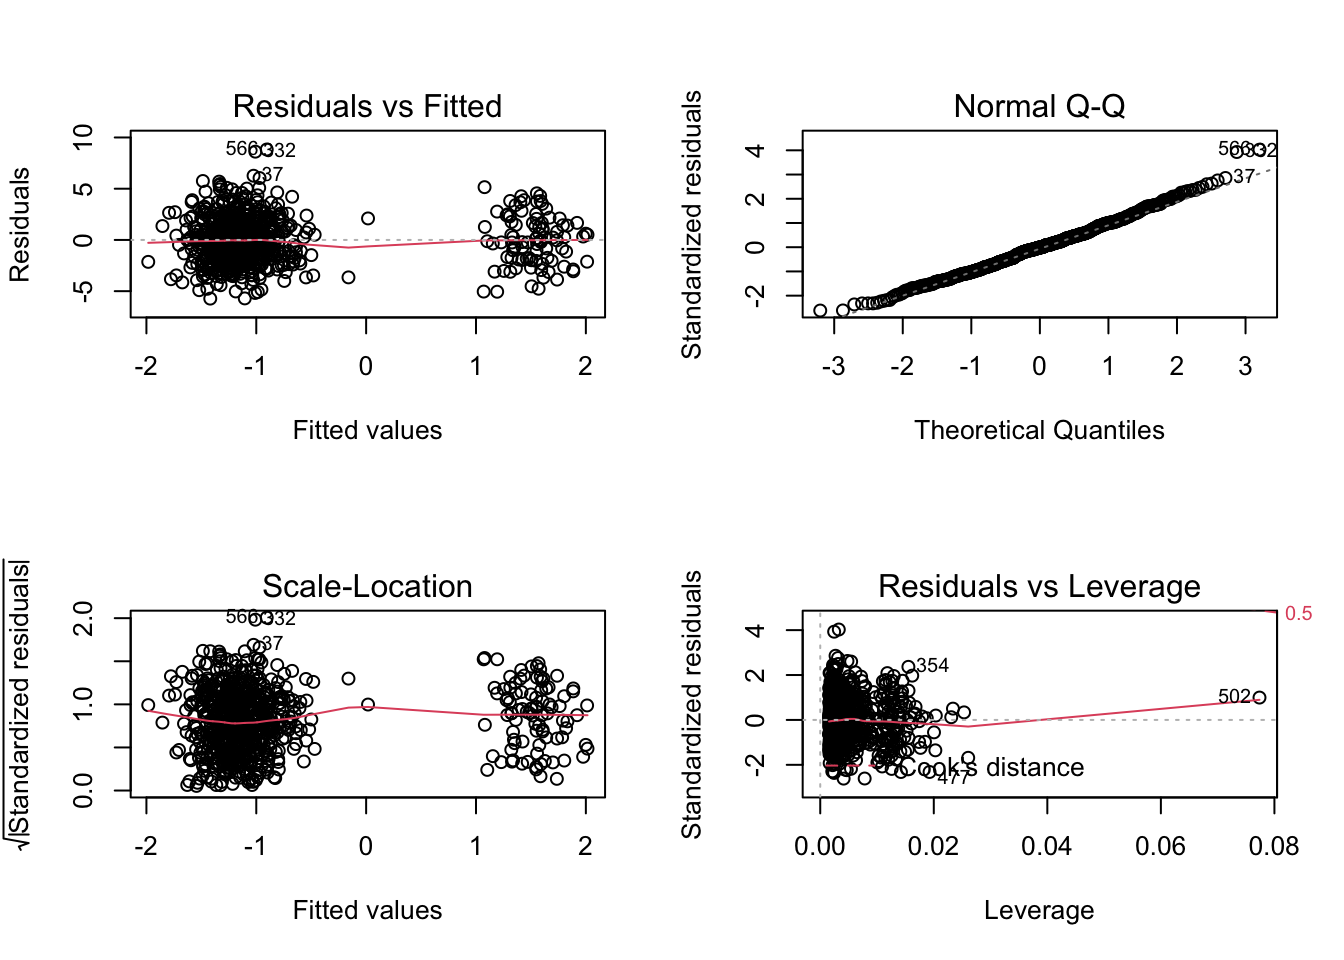 Residuals vs Fitted
Residuals
10
5
0
-5
566
332
37
-2 -1 0 1 2
Fitted values
Normal Q-Q
Standardized residuals
4
2
0
-2
566
332
37
-3 -2 -1 0 1 2 3
Theoretical Quantiles
Scale-Location
√|Standardized residuals|
2.0
1.0
0.0
566
332
37
-2 -1 0 1 2
Fitted values
Residuals vs Leverage
Standardized residuals
4
2
0
-2
0.5
354
502
distance
477
0.00 0.02 0.04 0.06 0.08
Leverage